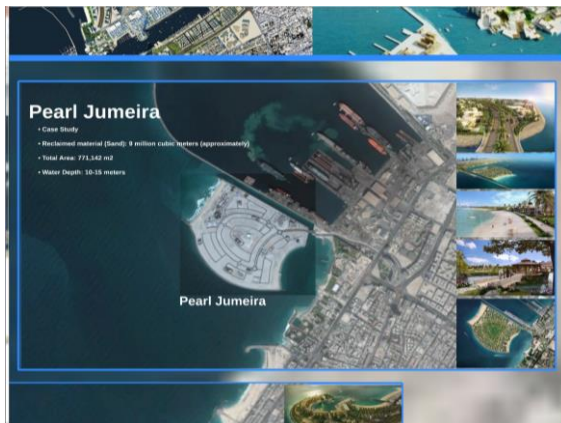 Pearl Jumeira
• Case Study
• Reclaimed material (Sand): 9 million cubic meters (approximately)
• Total Area: 771,142 m2
• Water Depth: 10-15 meters
Pearl Jumeira